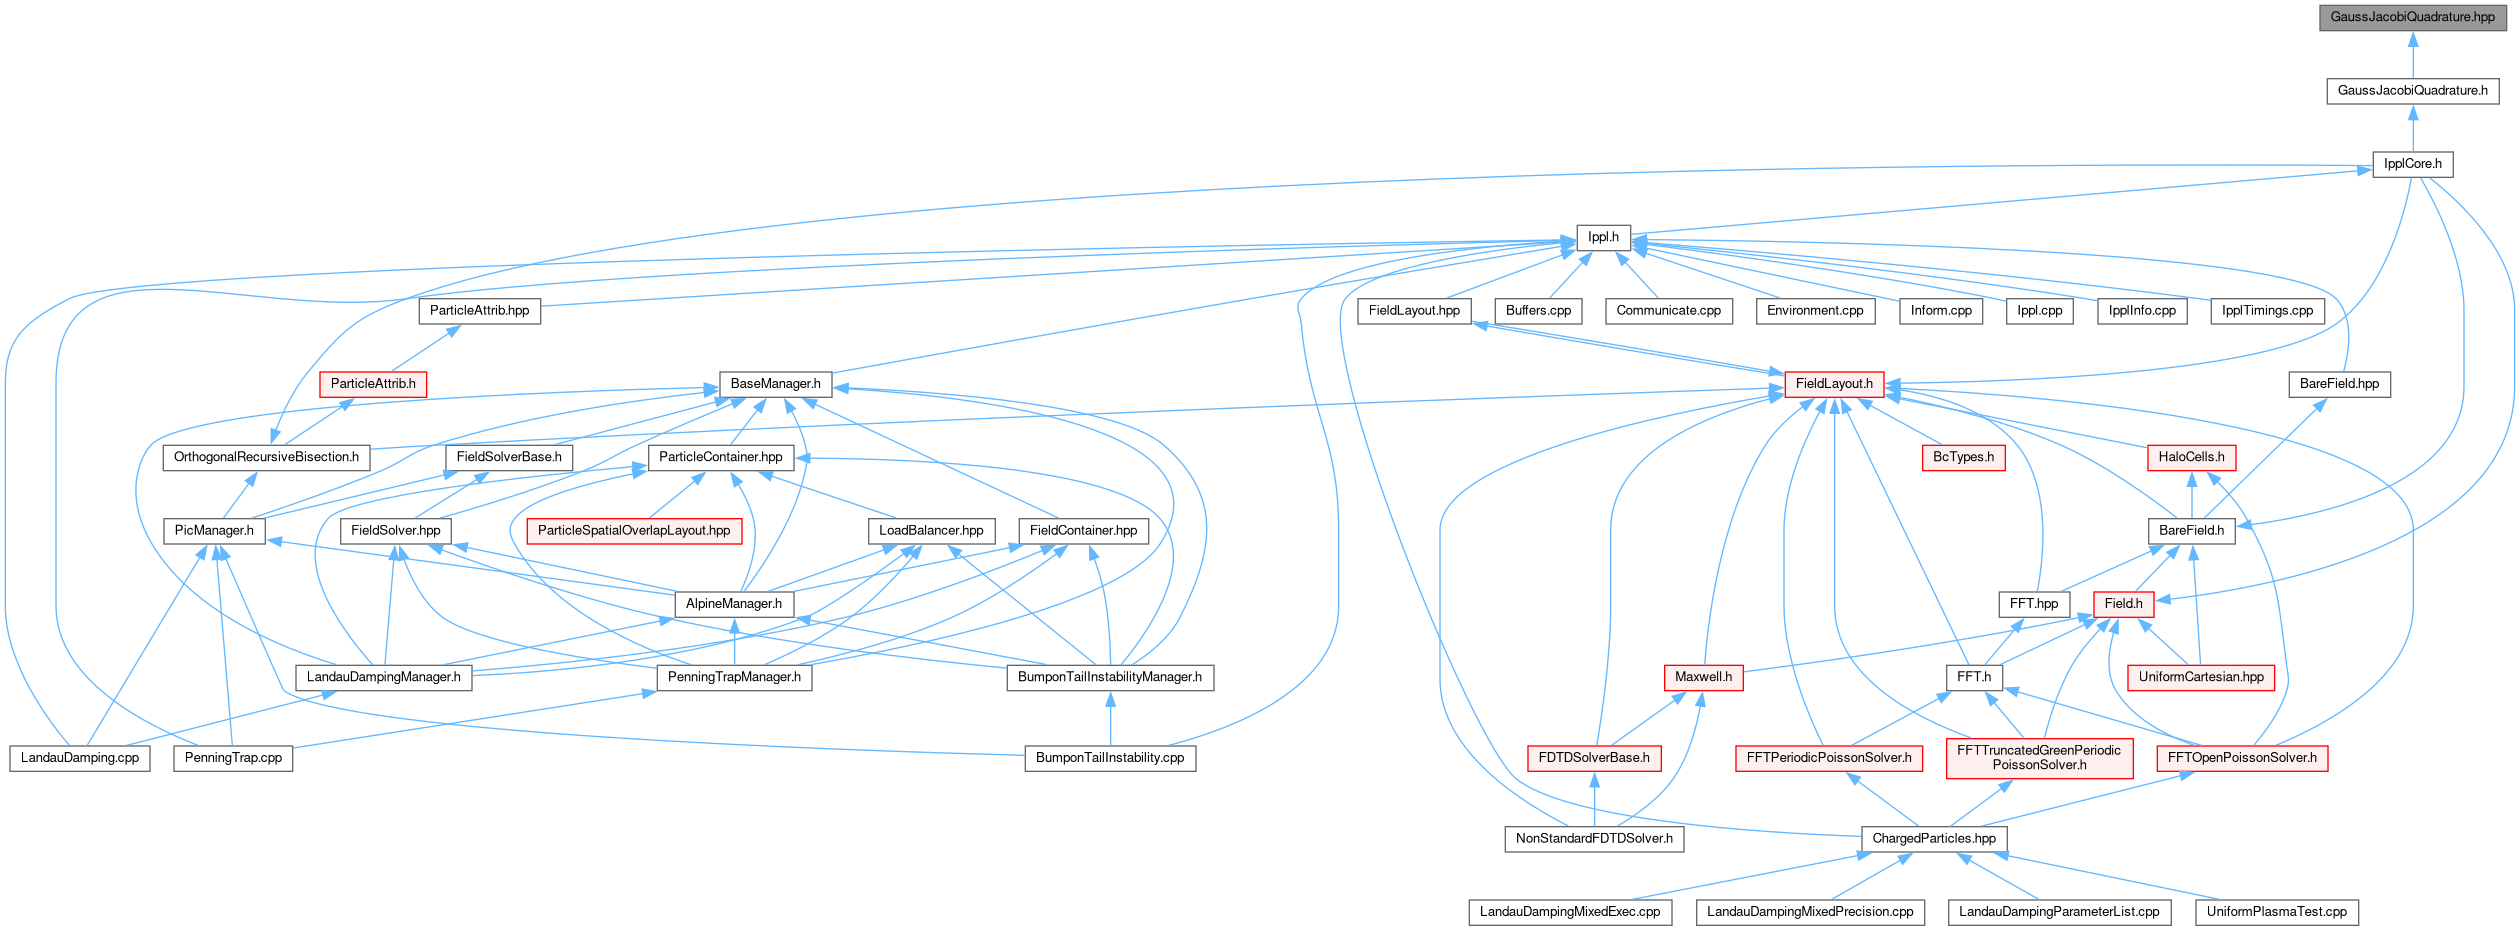 GaussJacobiQuadrature.hpp
GaussJacobiQuadrature.h
IpplCore.h
Ippl.h
ParticleAttrib.hpp
FieldLayout.hpp
Buffers.cpp
Communicate.cpp
Environment.cpp
Inform.cpp
Ippl.cpp
IpplInfo.cpp
IpplTimings.cpp
ParticleAttrib.h
BaseManager.h
FieldLayout.h
BareField.hpp
OrthogonalRecursiveBisection.h
FieldSolverBase.h
ParticleContainer.hpp
BcTypes.h
HaloCells.h
PicManager.h
FieldSolver.hpp
ParticleSpatialOverlapLayout.hpp
LoadBalancer.hpp
FieldContainer.hpp
BareField.h
AlpineManager.h
FFT.hpp
Field.h
LandauDampingManager.h
PenningTrapManager.h
BumponTailInstabilityManager.h
Maxwell.h
FFT.h
UniformCartesian.hpp
LandauDamping.cpp
PenningTrap.cpp
BumponTailInstability.cpp
FDTDSolverBase.h
FFTPeriodicPoissonSolver.h
FFTTruncatedGreenPeriodic
PoissonSolver.h
FFTOpenPoissonSolver.h
NonStandardFDTDSolver.h
ChargedParticles.hpp
LandauDampingMixedExec.cpp
LandauDampingMixedPrecision.cpp
LandauDampingParameterList.cpp
UniformPlasmaTest.cpp